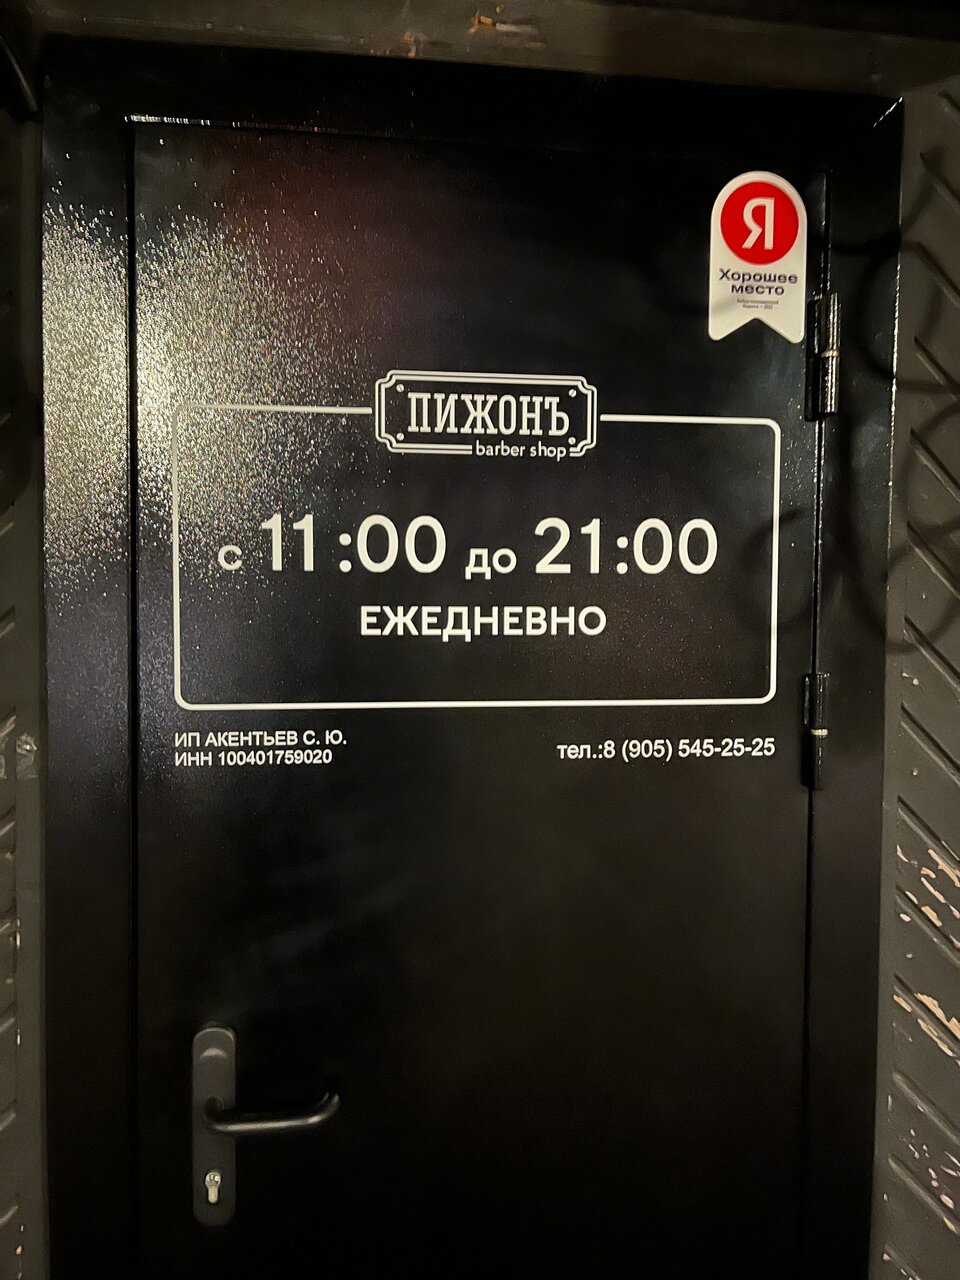 Я
Хорошее
место
ПИЖОНЪ
barber shop
с 11:00 до 21:00
ЕЖЕДНЕВНО
ИП АКЕНТЬЕВ С. Ю.
ИНН 100401759020
тел.:8 (905) 545-25-25